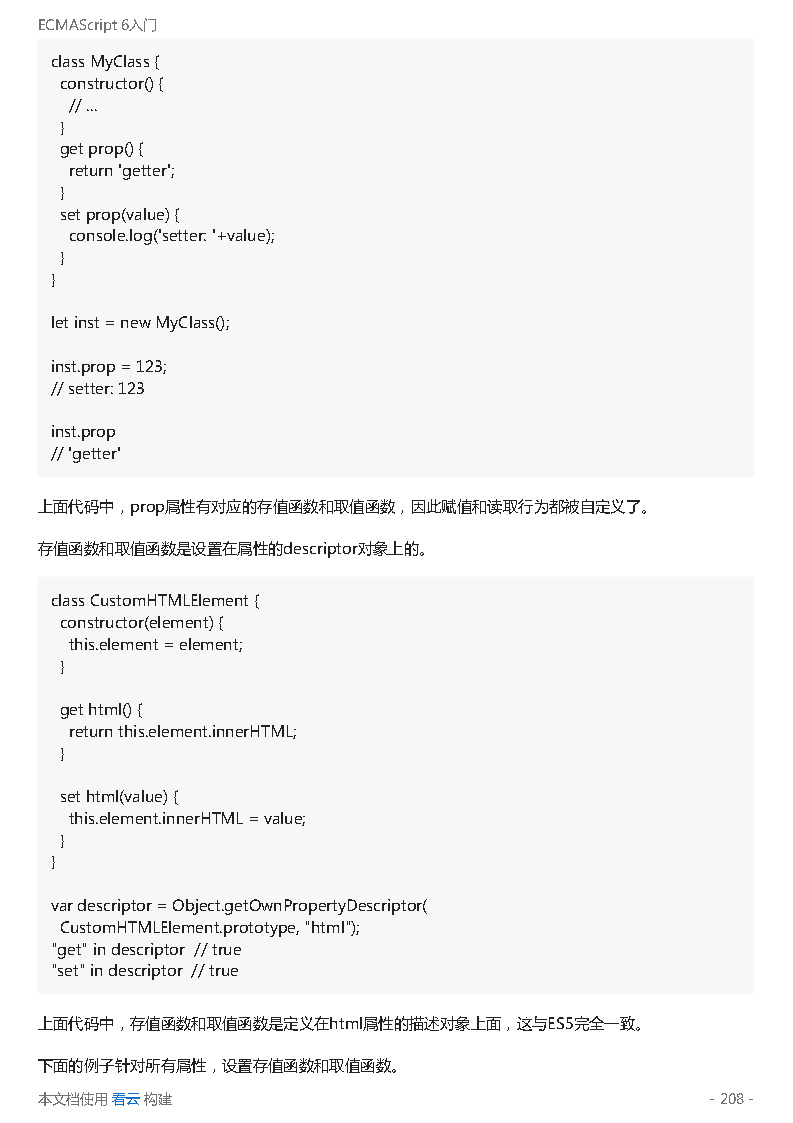 ECMAScript 6入门
class MyClass {
constructor() {
// ...
}
get prop() {
return 'getter';
}
set prop(value) {
console.log('setter: '+value);
}
}
let inst = new MyClass();
inst.prop = 123;
// setter: 123
inst.prop
// 'getter'
上面代码中，prop属性有对应的存值函数和取值函数，因此赋值和读取行为都被自定义了。
存值函数和取值函数是设置在属性的descriptor对象上的。
class CustomHTMLElement {
constructor(element) {
this.element = element;
}
get html() {
return this.element.innerHTML;
}
set html(value) {
this.element.innerHTML = value;
}
}
var descriptor = Object.getOwnPropertyDescriptor(
CustomHTMLElement.prototype, "html");
"get" in descriptor  // true
"set" in descriptor  // true
上面代码中，存值函数和取值函数是定义在html属性的描述对象上面，这与ES5完全一致。
下面的例子针对所有属性，设置存值函数和取值函数。
本文档使用 看云 构建
- 208 -